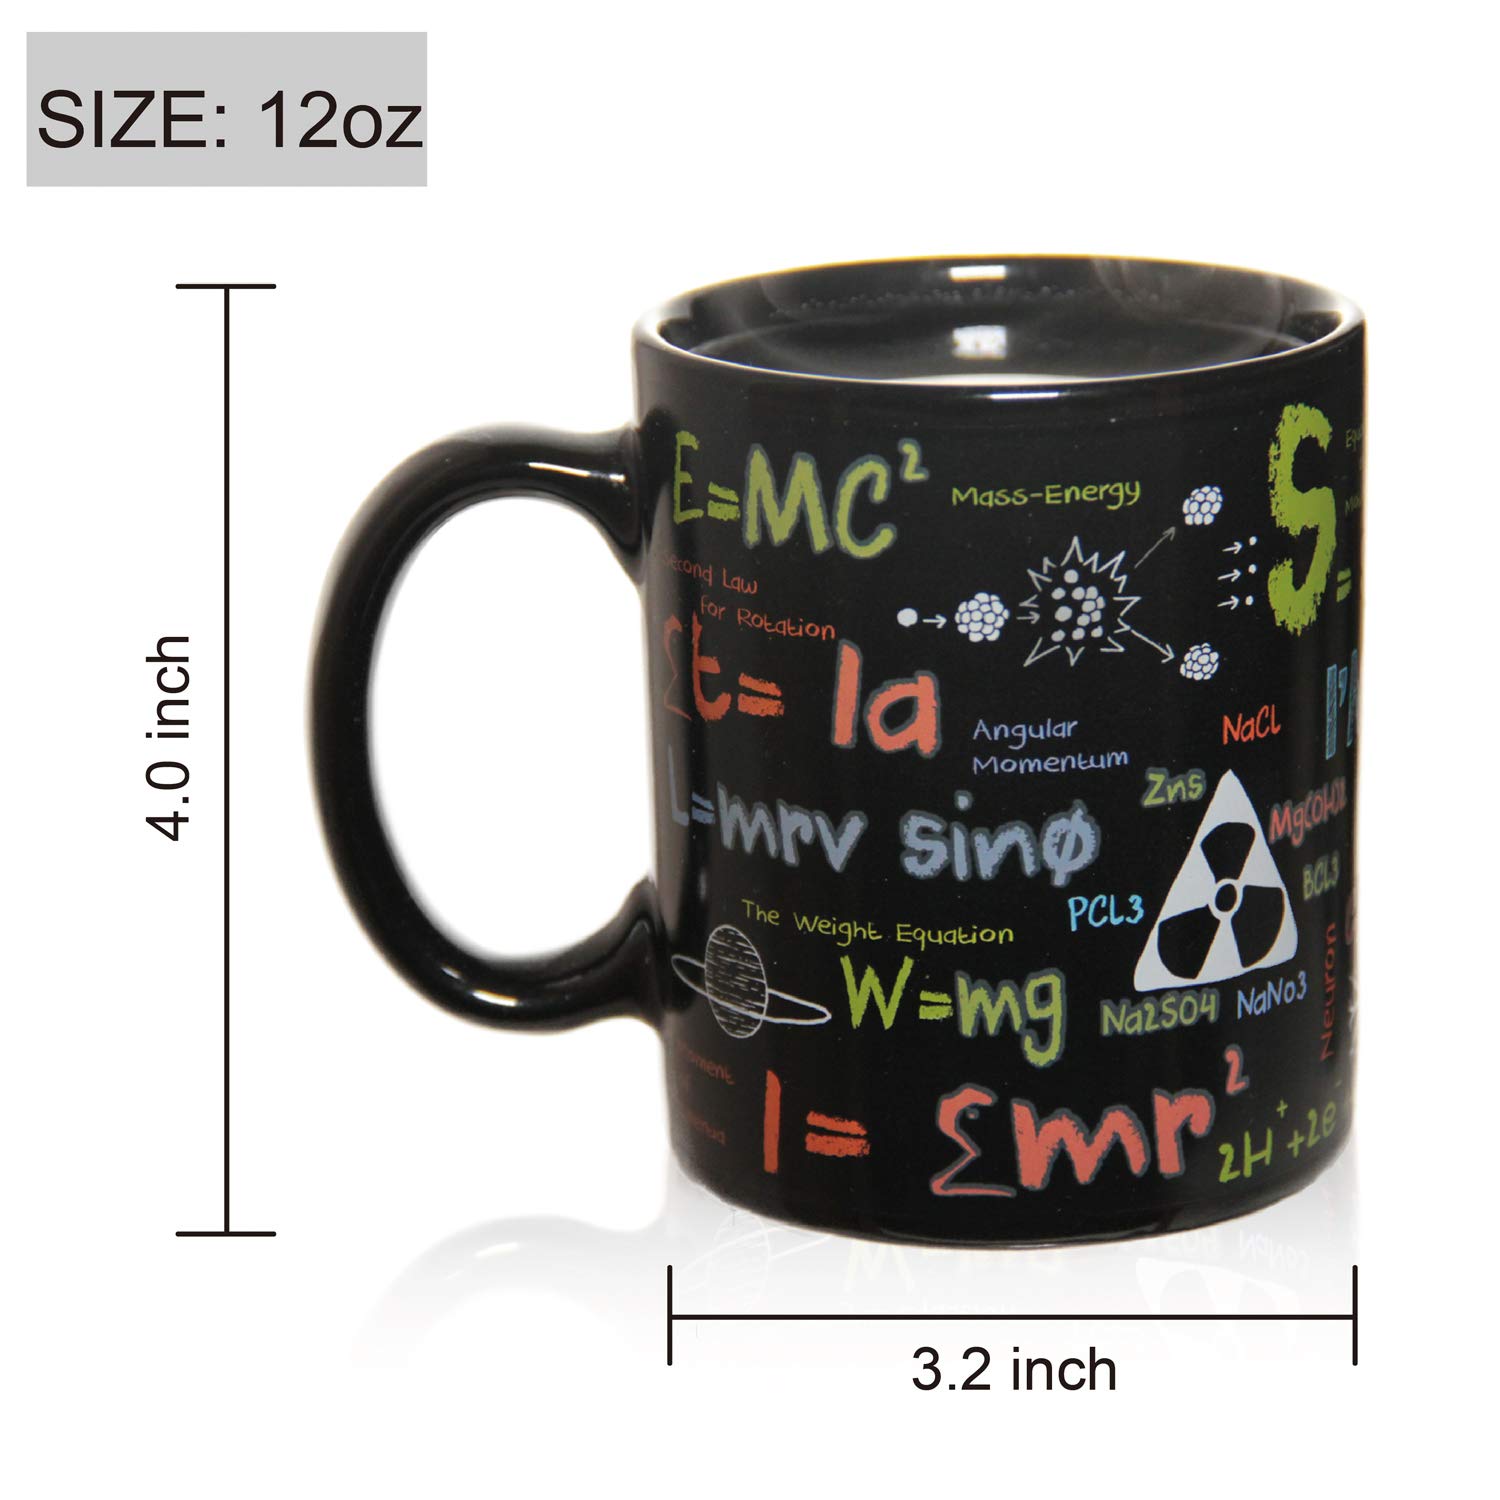 SIZE: 12oz
4.0 inch
3.2 inch
E=MC²
Mass-Energy
S
=
Second Law
for Rotation
Σt= Ia
Angular
Momentum
NaCL
Zns
L=mrv sinø
BCL3
PCL3
The Weight Equation
W=mg
Na2SO4
NaNo3
Neuron
I= Σmr²
2H⁺+2e⁻